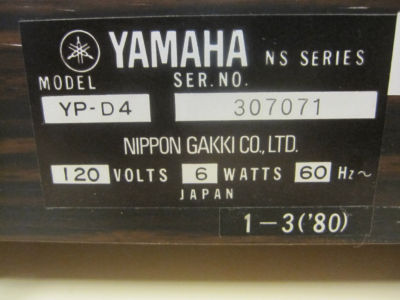 YAMAHA NS SERIES
MODEL SER.NO.
YP-D4 307071
NIPPON GAKKI CO., LTD.
120 VOLTS 6 WATTS 60 Hz～
JAPAN
1-3('80)